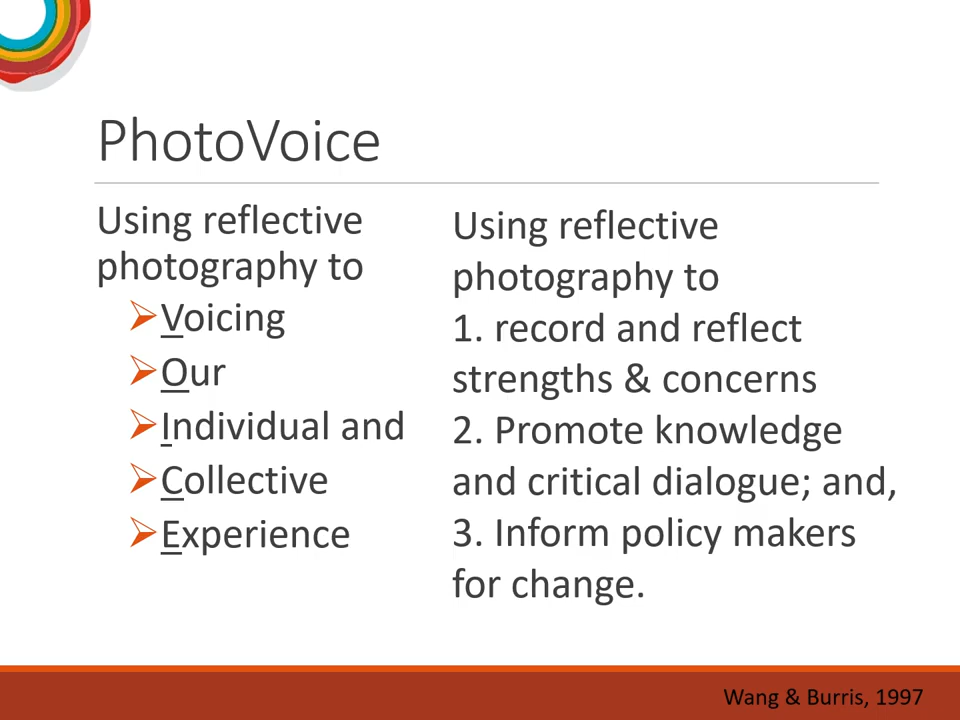 PhotoVoice
Using reflective
photography to
Voicing
Our
Individual and
Collective
Experience
Using reflective
photography to
1. record and reflect
strengths & concerns
2. Promote knowledge
and critical dialogue; and,
3. Inform policy makers
for change.
Wang & Burris, 1997